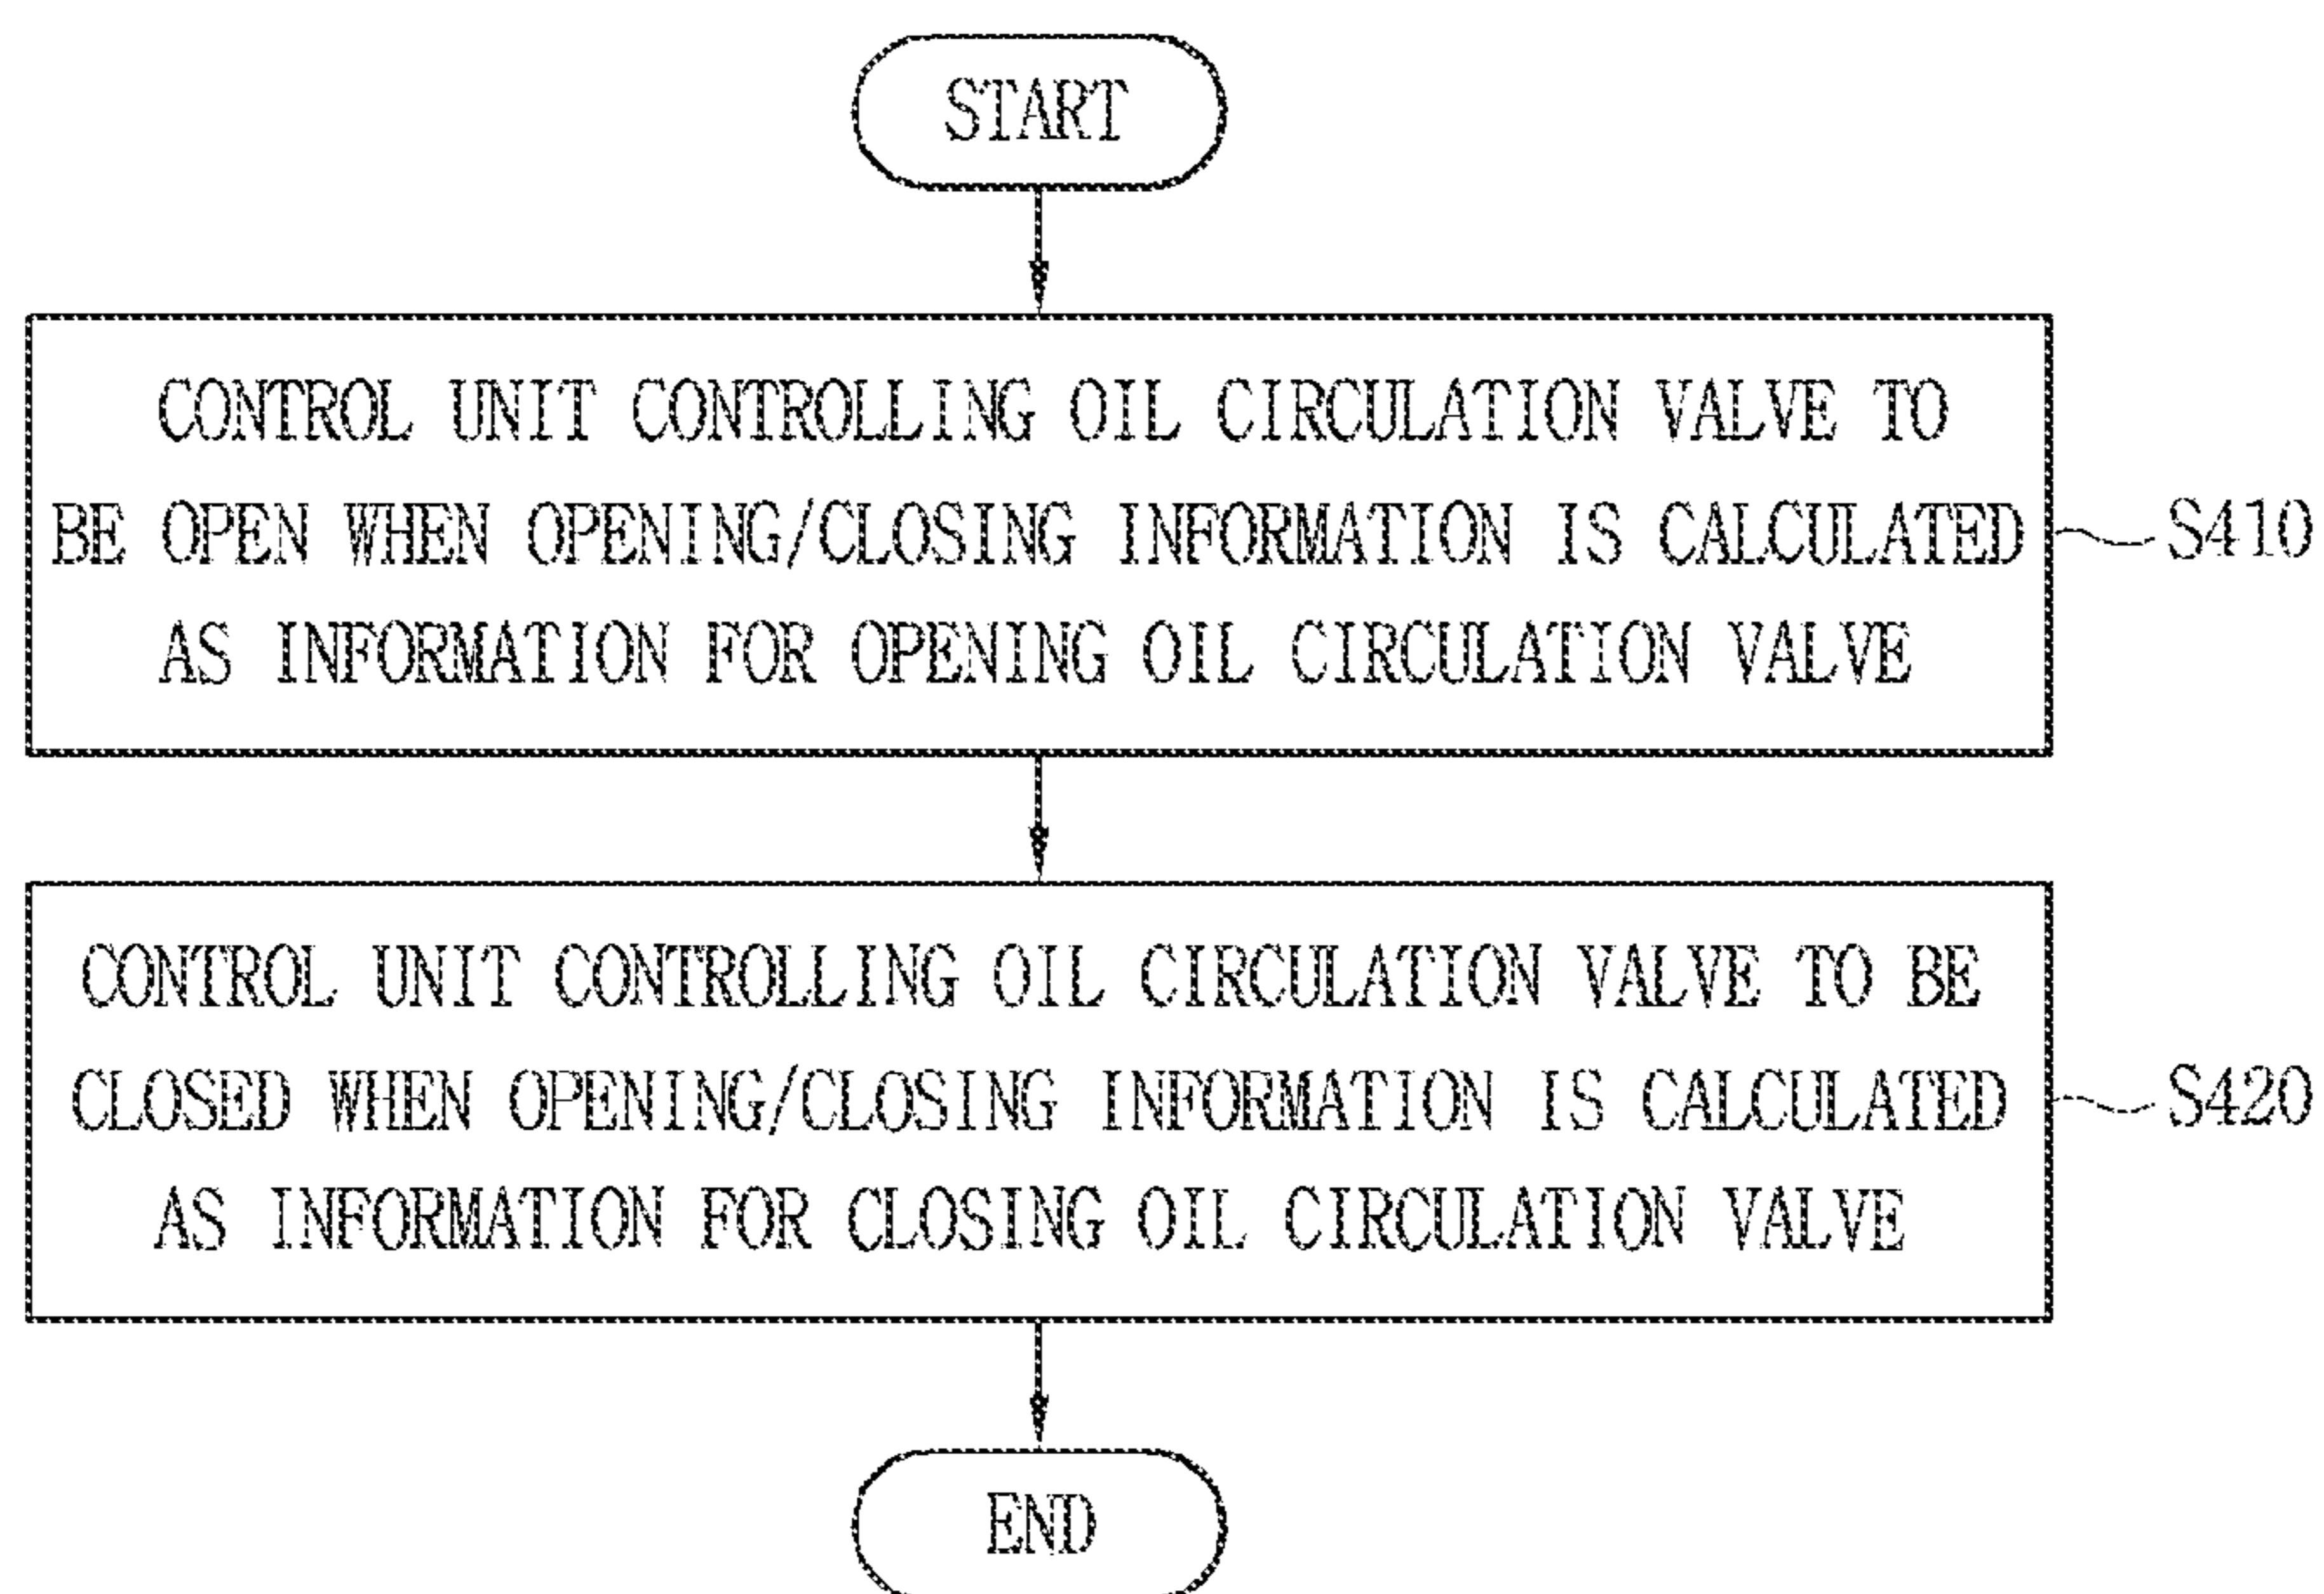 START
CONTROL UNIT CONTROLLING OIL CIRCULATION VALVE TO
BE OPEN WHEN OPENING/CLOSING INFORMATION IS CALCULATED
AS INFORMATION FOR OPENING OIL CIRCULATION VALVE
S410
CONTROL UNIT CONTROLLING OIL CIRCULATION VALVE TO BE
CLOSED WHEN OPENING/CLOSING INFORMATION IS CALCULATED
AS INFORMATION FOR CLOSING OIL CIRCULATION VALVE
S420
END